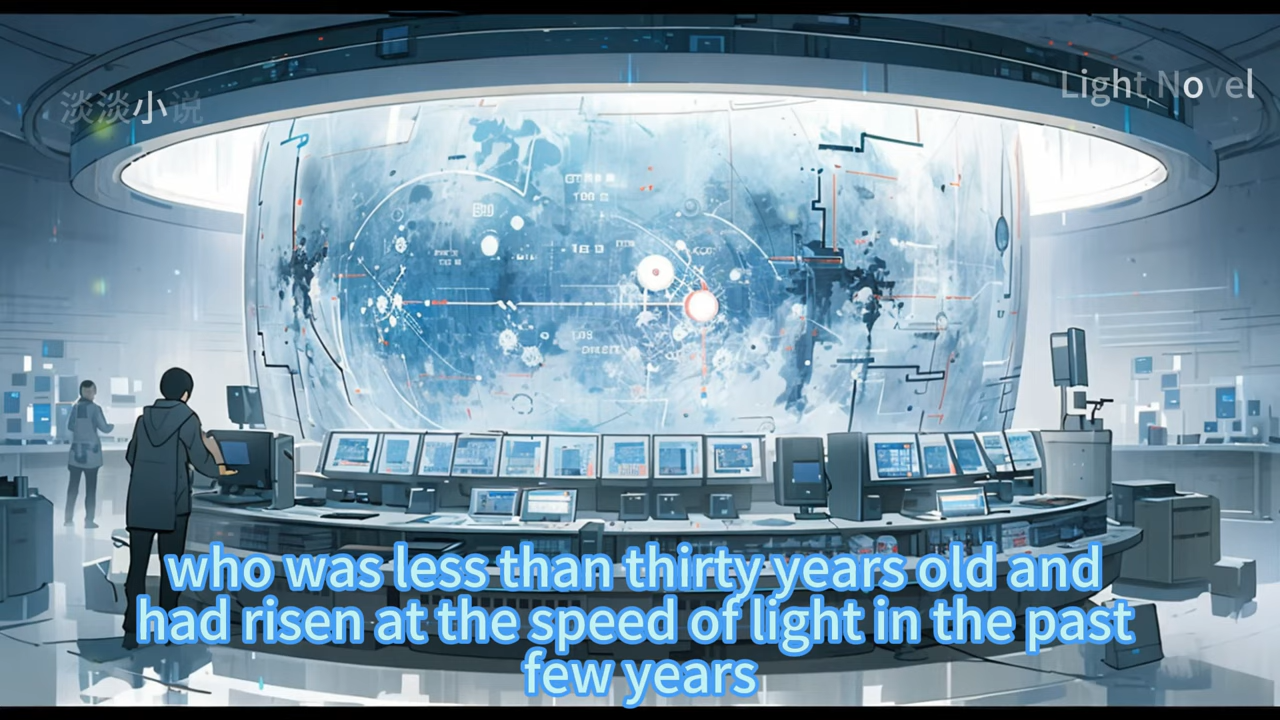 淡淡小说
Light Novel
who was less than thirty years old and
had risen at the speed of light in the past
few years